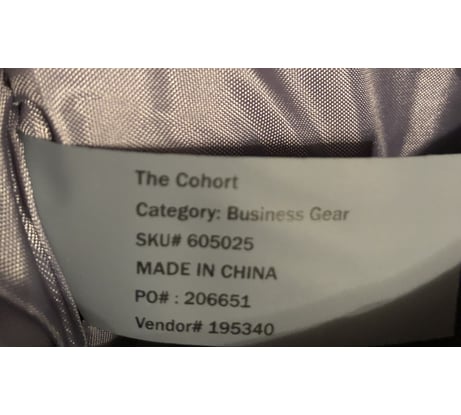 The Cohort
Category: Business Gear
SKU# 605025
MADE IN CHINA
PO# : 206651
Vendor# 195340